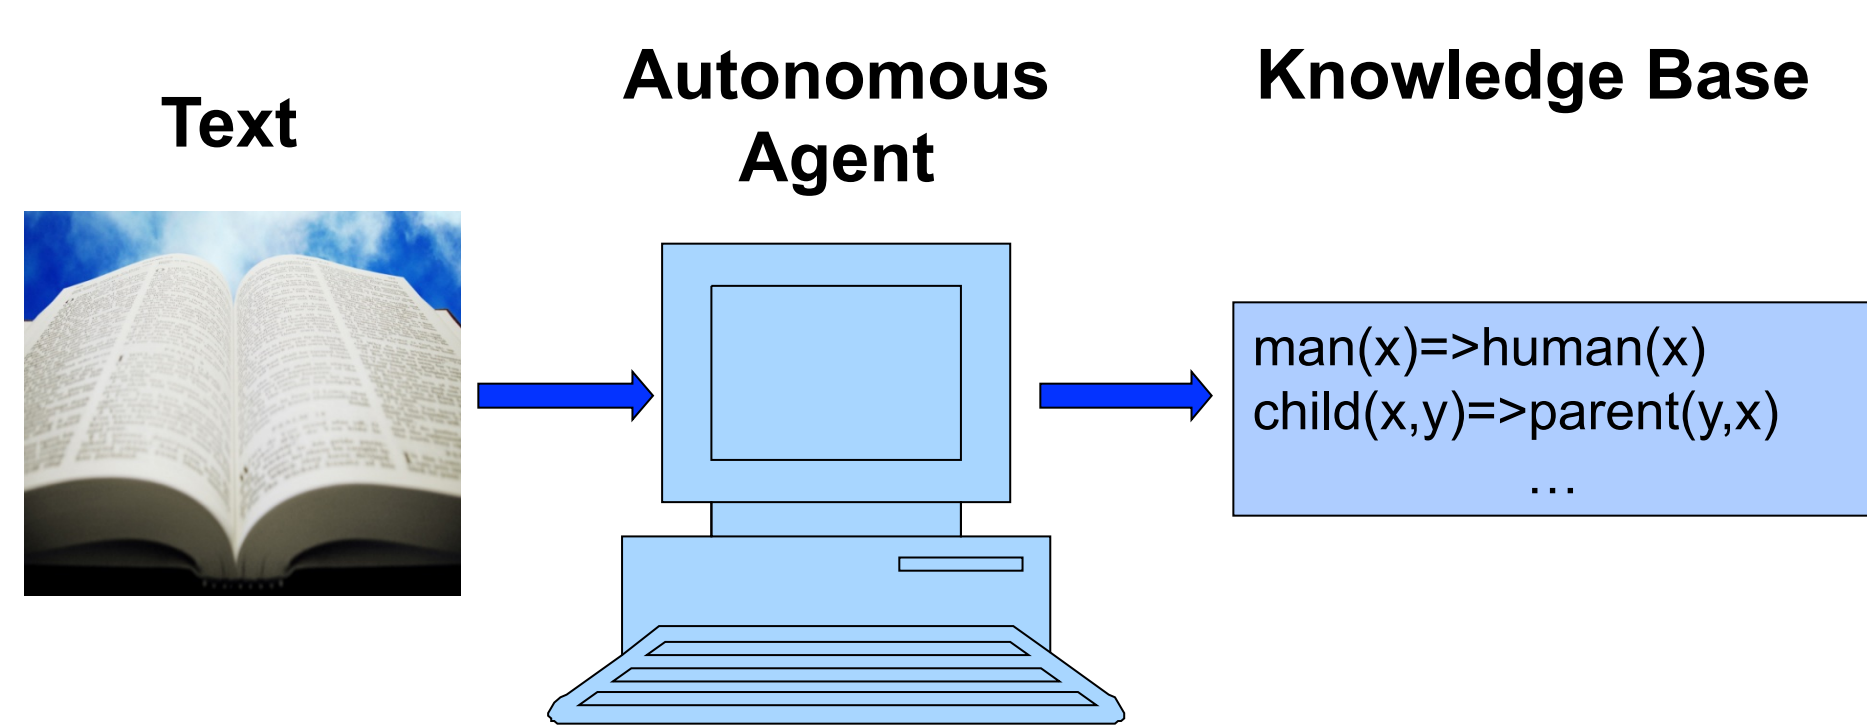 Text
Autonomous
Agent
Knowledge Base
man(x)=>human(x)
child(x,y)=>parent(y,x)
…